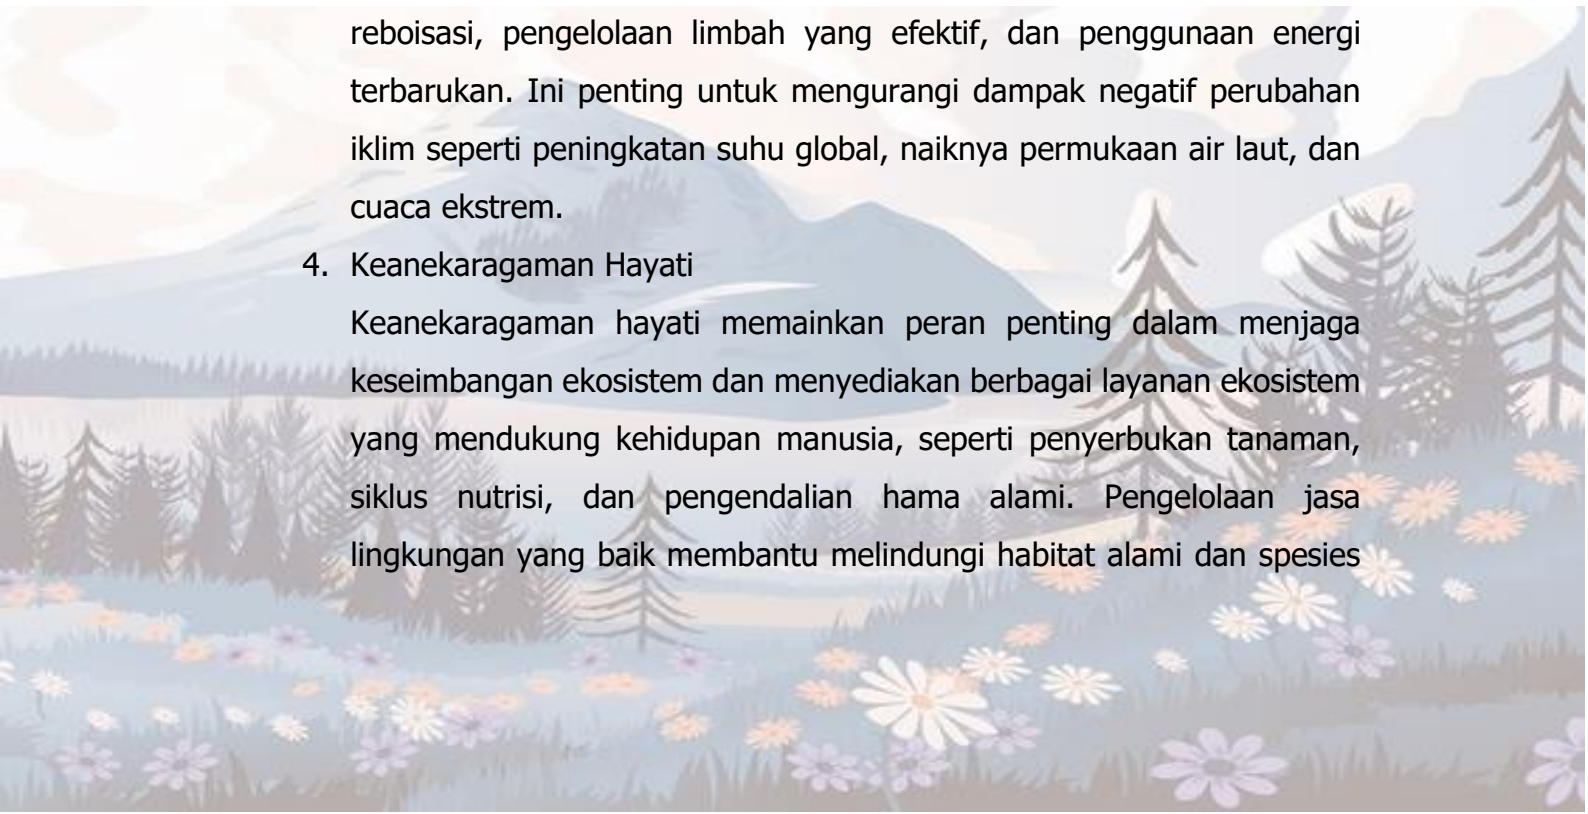 reboisasi, pengelolaan limbah yang efektif, dan penggunaan energi
terbarukan. Ini penting untuk mengurangi dampak negatif perubahan
iklim seperti peningkatan suhu global, naiknya permukaan air laut, dan
cuaca ekstrem.
4. Keanekaragaman Hayati
Keanekaragaman hayati memainkan peran penting dalam menjaga
keseimbangan ekosistem dan menyediakan berbagai layanan ekosistem
yang mendukung kehidupan manusia, seperti penyerbukan tanaman,
siklus nutrisi, dan pengendalian hama alami. Pengelolaan jasa
lingkungan yang baik membantu melindungi habitat alami dan spesies